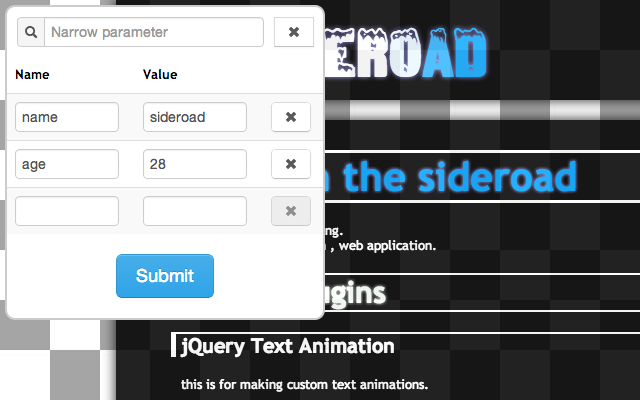 Narrow parameter
Name Value
name sideroad
age 28
Submit
EROAD
the sideroad
ng.
, web application.
ugins
jQuery Text Animation
this is for making custom text animations.